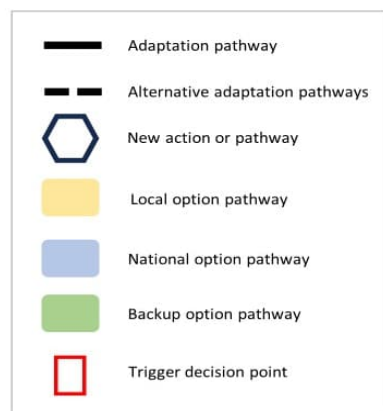 Adaptation pathway
Alternative adaptation pathways
New action or pathway
Local option pathway
National option pathway
Backup option pathway
Trigger decision point